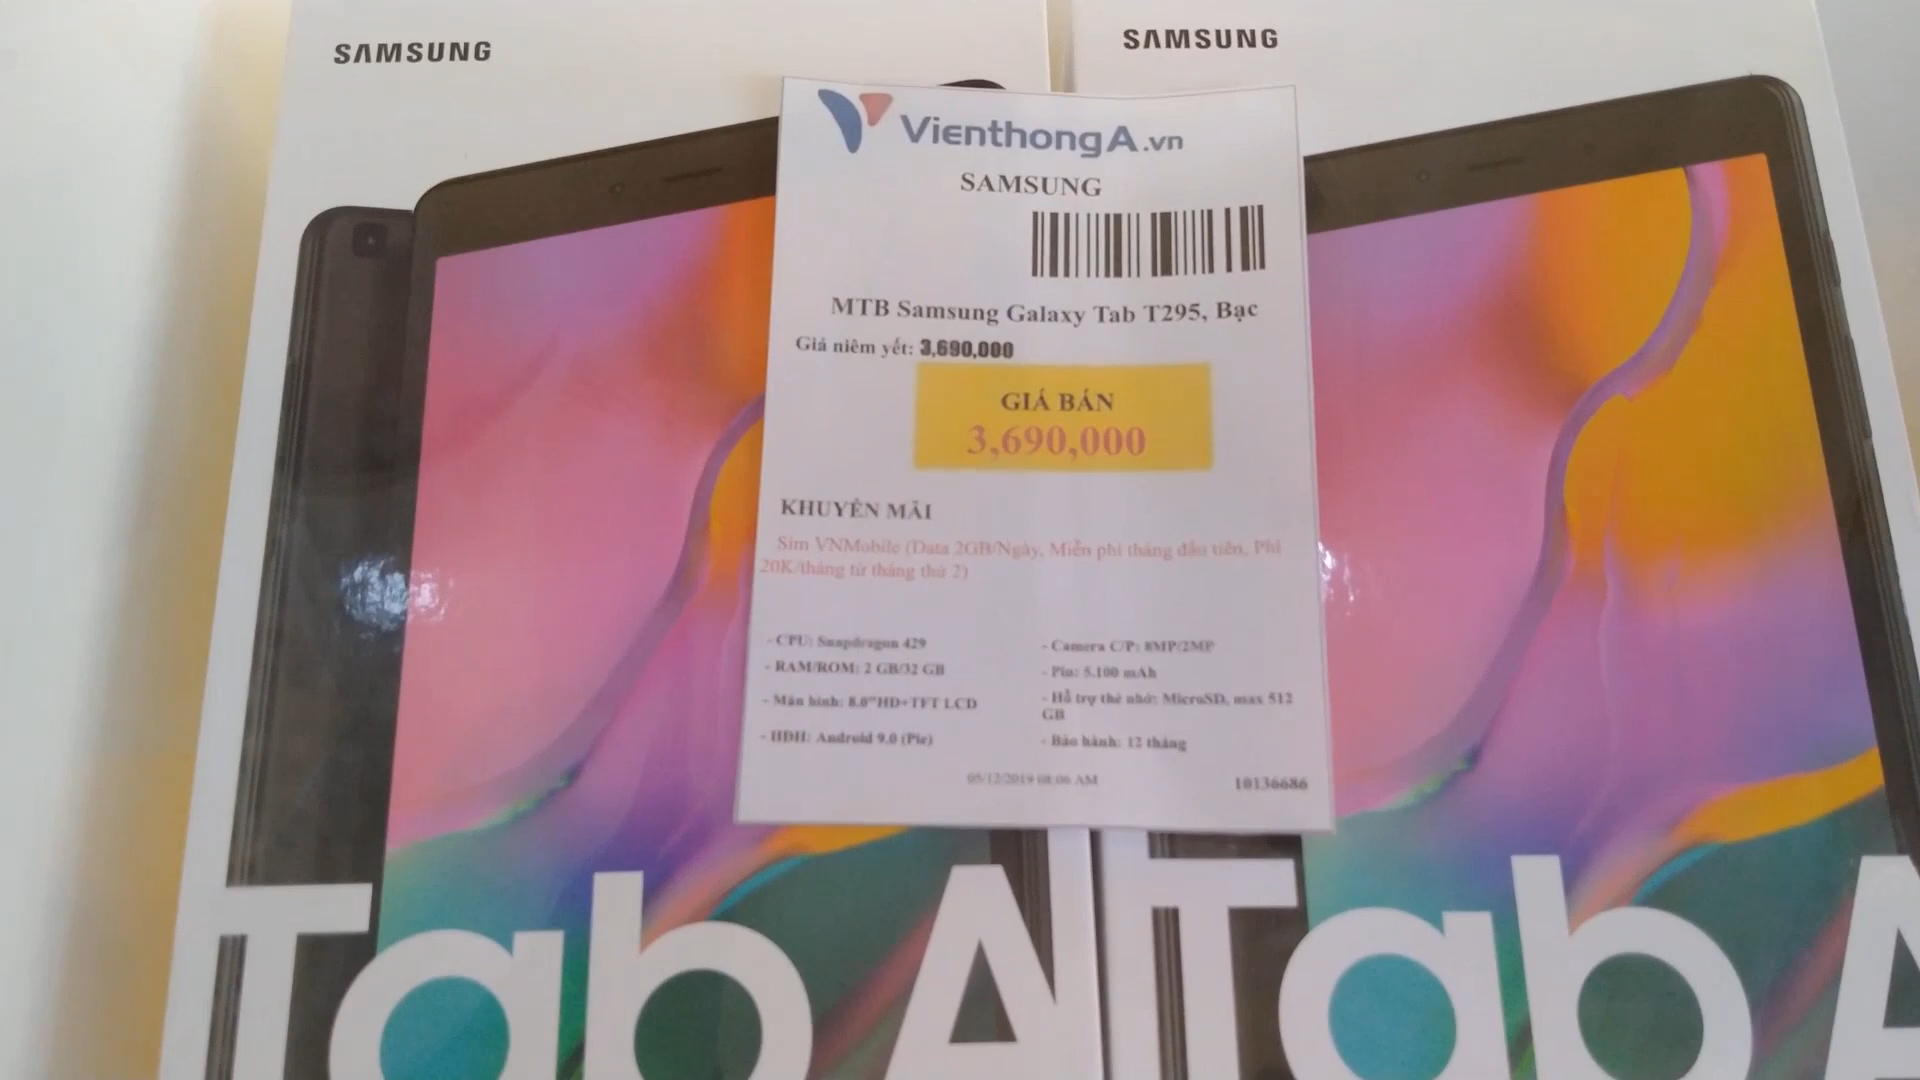 SAMSUNG
SAMSUNG
VienthongA.vn
SAMSUNG
MTB Samsung Galaxy Tab T295, Bạc
Giá niêm yết: 3,690,000
GIÁ BÁN
3,690,000
KHUYẾN MÃI
Sim VNMobile (Data 2GB/Ngày, Miễn phí tháng đầu tiên, Phí
20K/tháng từ tháng thứ 2)
- CPU: Snapdragon 429
- RAM/ROM: 2 GB/32 GB
- Màn hình: 8.0" HD+TFT LCD
- HĐH: Android 9.0 (Pie)
- Camera C/P: 8MP/2MP
- Pin: 5.100 mAh
- Hỗ trợ thẻ nhớ: MicroSD, max 512
GB
- Bảo hành: 12 tháng
05/12/2019 08:06 AM
10136686
Tab A
Tab A